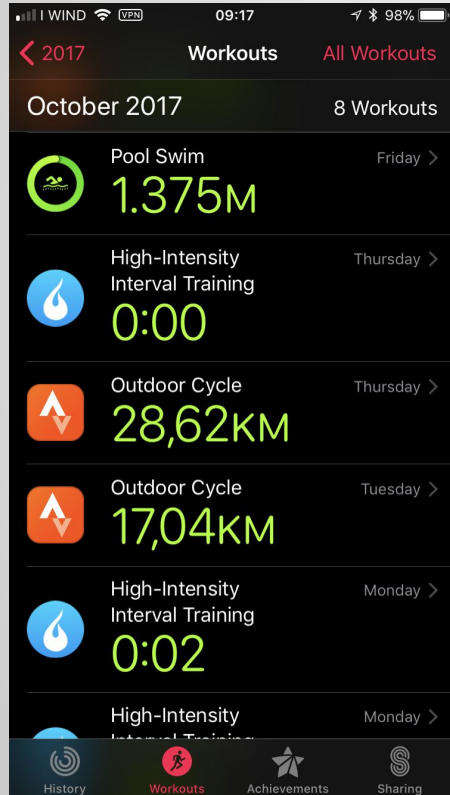 I WIND VPN 09:17 98%
2017 Workouts All Workouts
October 2017 8 Workouts
Pool Swim Friday
1.375M
High-Intensity Thursday
Interval Training
0:00
Outdoor Cycle Thursday
28,62KM
Outdoor Cycle Tuesday
17,04KM
High-Intensity Monday
Interval Training
0:02
High-Intensity Monday
Interval Training
History Workouts Achievements Sharing